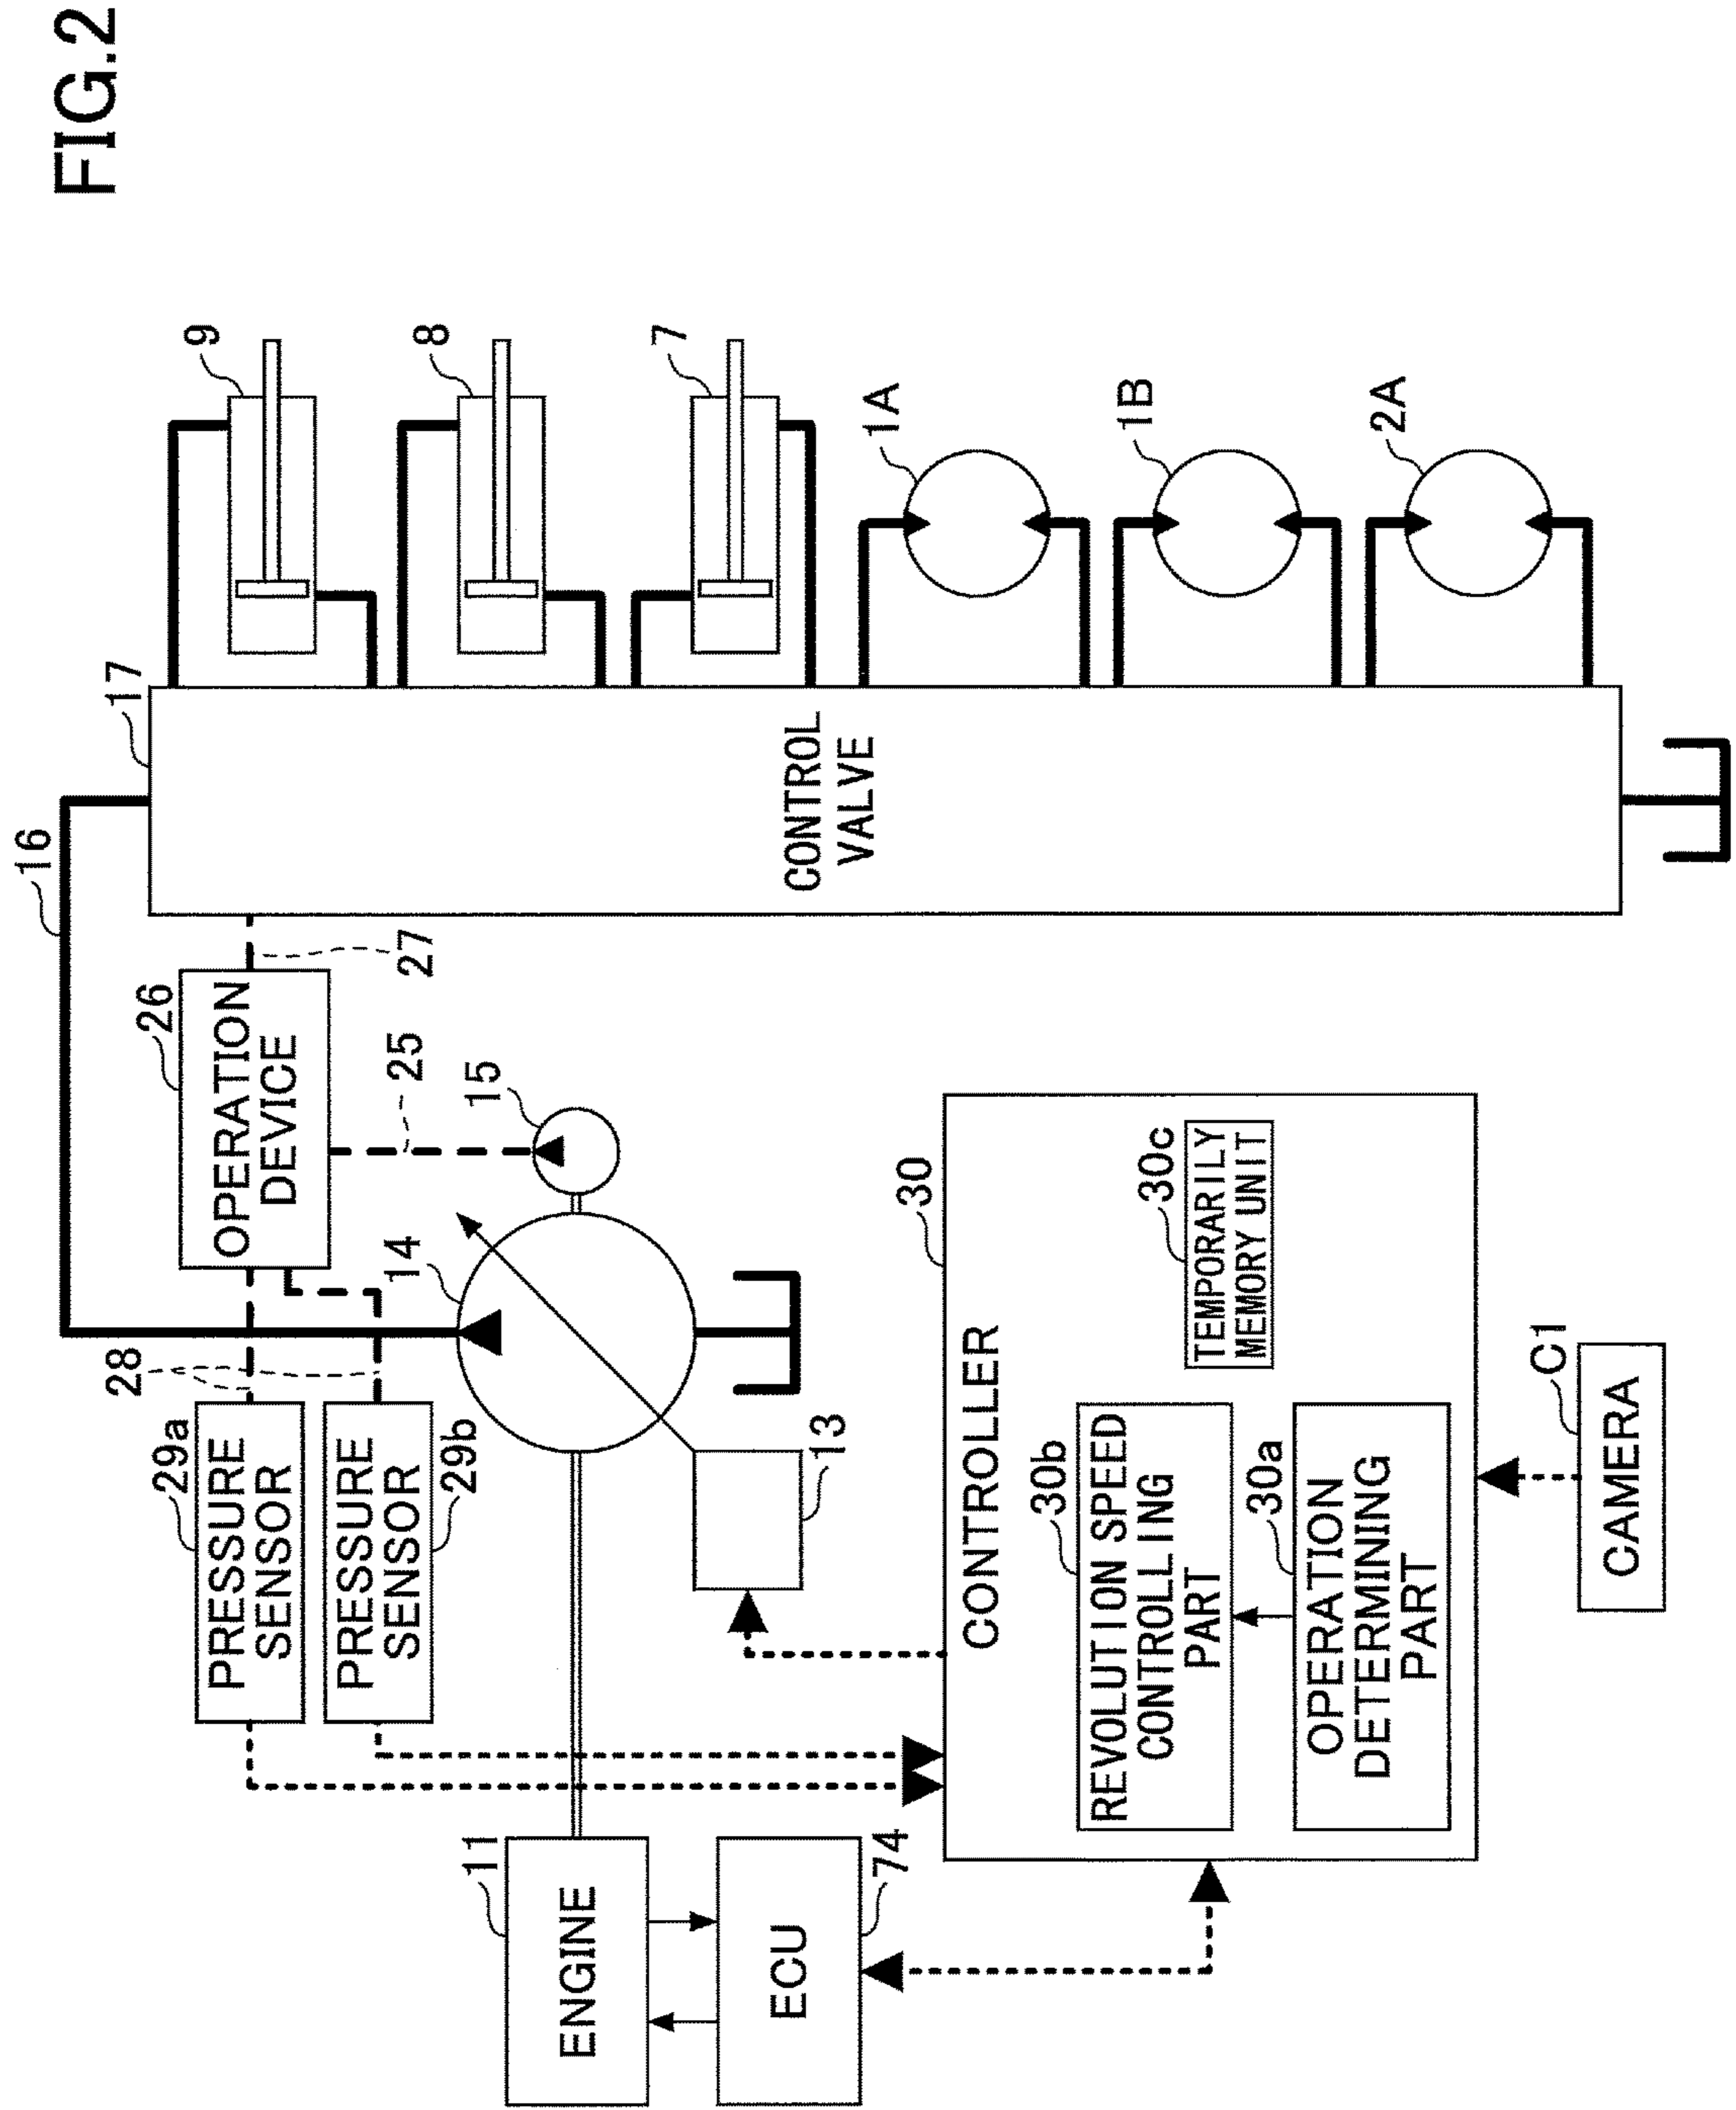 FIG.2
11
ENGINE
ECU
74
29a
PRESSURE
SENSOR
PRESSURE
SENSOR
29b
28
13
14
15
25
26
OPERATION
DEVICE
27
16
17
CONTROL
VALVE
9
8
7
1A
1B
2A
30
CONTROLLER
30b
REVOLUTION SPEED
CONTROLLING
PART
30a
OPERATION
DETERMINING
PART
30c
TEMPORARILY
MEMORY UNIT
C1
CAMERA